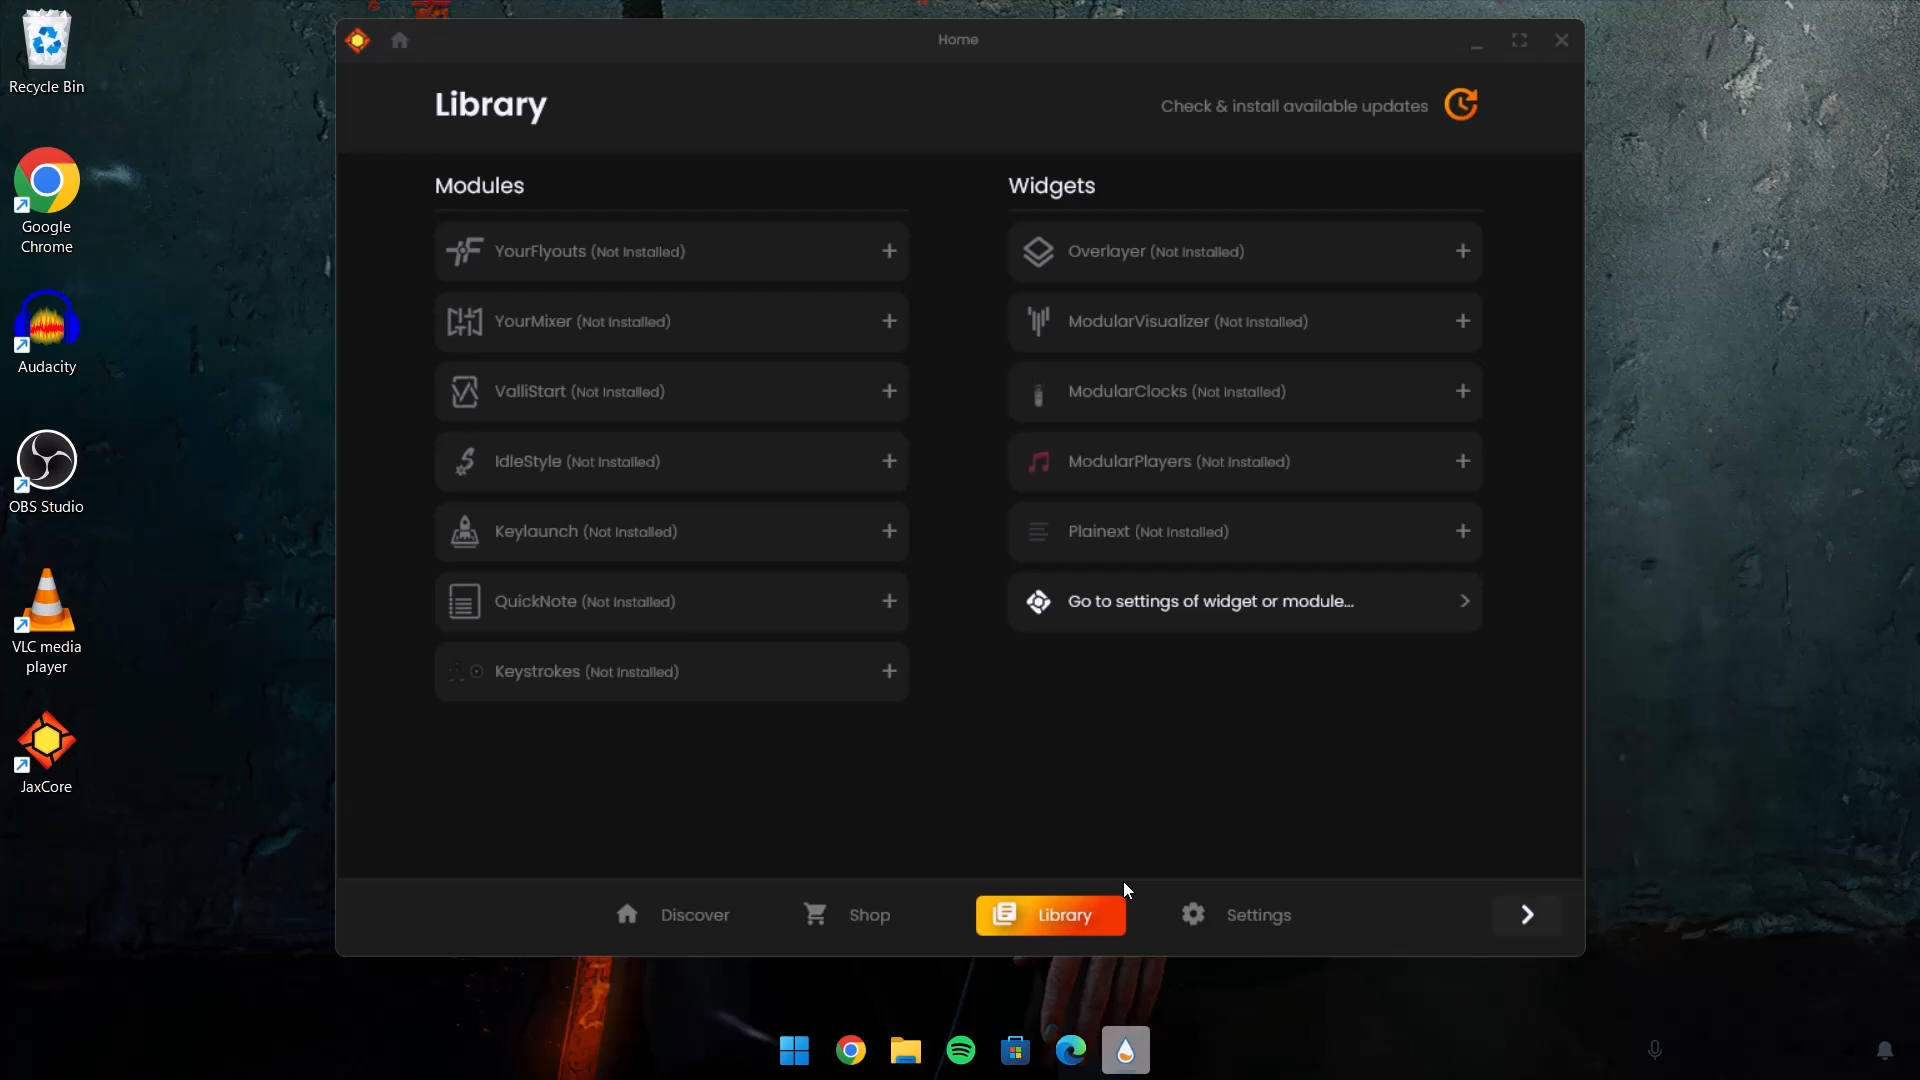 Recycle Bin
Google
Chrome
Audacity
OBS Studio
VLC media
player
JaxCore
Home
Library
Check & install available updates
Modules
YourFlyouts (Not Installed)
YourMixer (Not Installed)
ValliStart (Not Installed)
IdleStyle (Not Installed)
Keylaunch (Not Installed)
QuickNote (Not Installed)
Keystrokes (Not Installed)
Widgets
Overlayer (Not Installed)
ModularVisualizer (Not Installed)
ModularClocks (Not Installed)
ModularPlayers (Not Installed)
Plainext (Not Installed)
Go to settings of widget or module...
Discover
Shop
Library
Settings